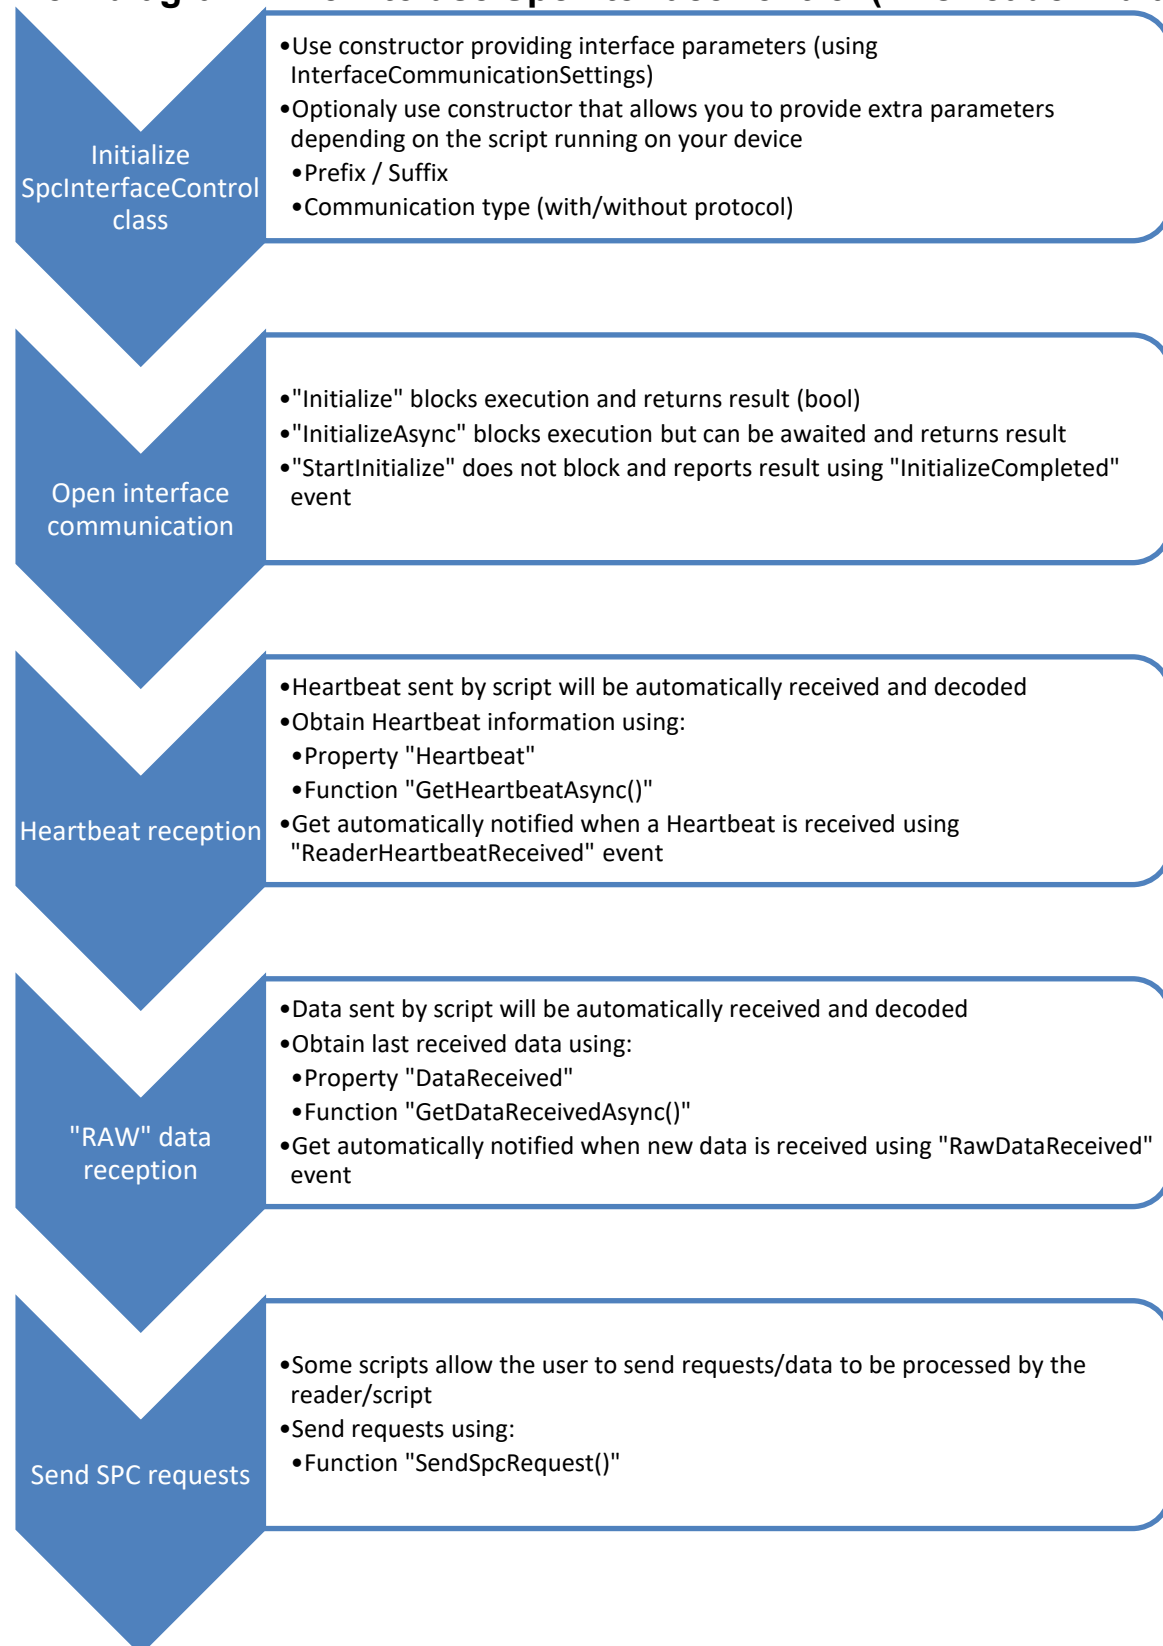 Initialize
SpcInterfaceControl
class
•Use constructor providing interface parameters (using
InterfaceCommunicationSettings)
•Optionaly use constructor that allows you to provide extra parameters
depending on the script running on your device
•Prefix / Suffix
•Communication type (with/without protocol)
Open interface
communication
•"Initialize" blocks execution and returns result (bool)
•"InitializeAsync" blocks execution but can be awaited and returns result
•"StartInitialize" does not block and reports result using "InitializeCompleted"
event
Heartbeat reception
•Heartbeat sent by script will be automatically received and decoded
•Obtain Heartbeat information using:
•Property "Heartbeat"
•Function "GetHeartbeatAsync()"
•Get automatically notified when a Heartbeat is received using
"ReaderHeartbeatReceived" event
"RAW" data
reception
•Data sent by script will be automatically received and decoded
•Obtain last received data using:
•Property "DataReceived"
•Function "GetDataReceivedAsync()"
•Get automatically notified when new data is received using "RawDataReceived"
event
Send SPC requests
•Some scripts allow the user to send requests/data to be processed by the
reader/script
•Send requests using:
•Function "SendSpcRequest()"